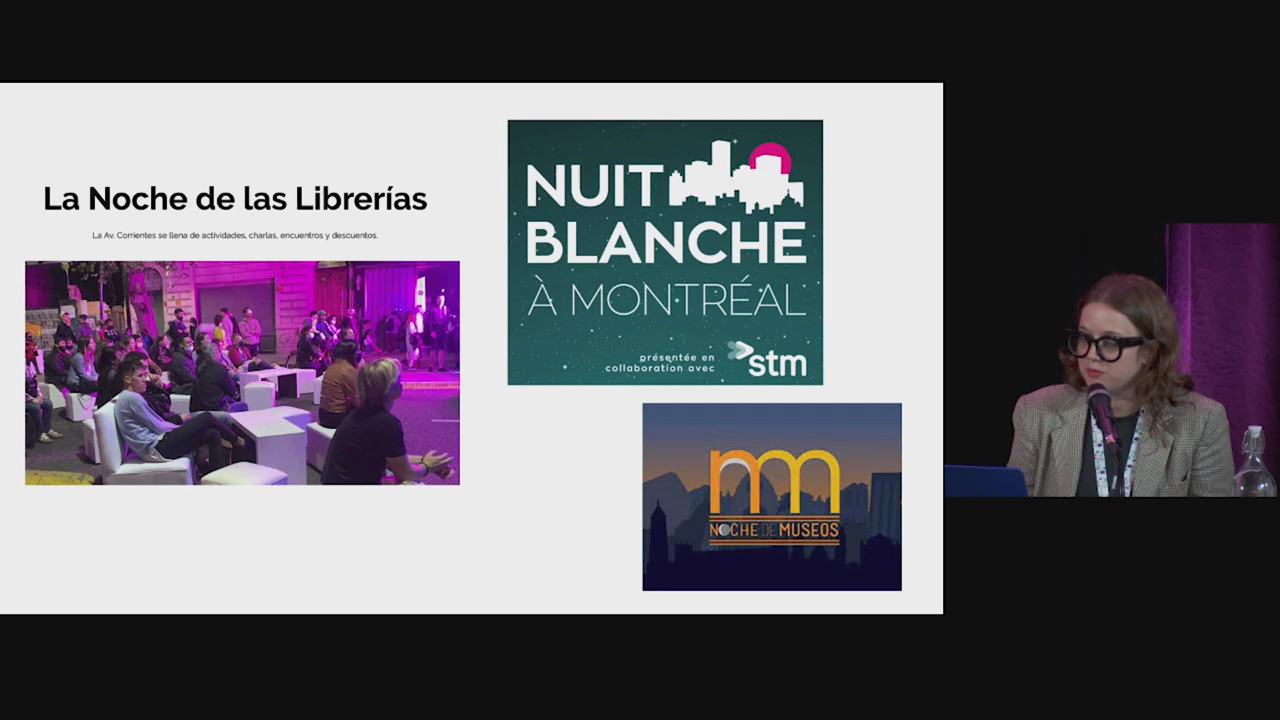 La Noche de las Librerías
La Av. Corrientes se llena de actividades, charlas, encuentros y descuentos.
NUIT
BLANCHE
À MONTRÉAL
présentée en
collaboration avec
stm
nm
NOCHE DE MUSEOS